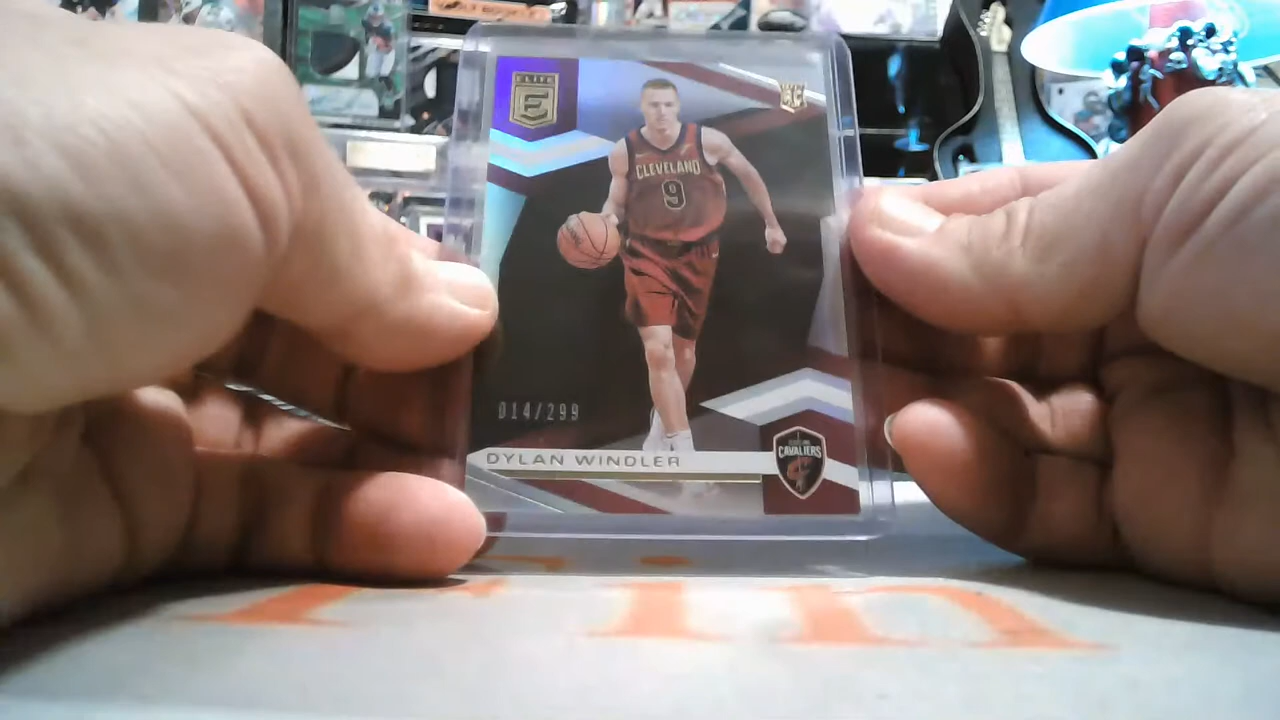 ELITE
E
RC
CLEVELAND
9
014/299
DYLAN WINDLER
CAVALIERS